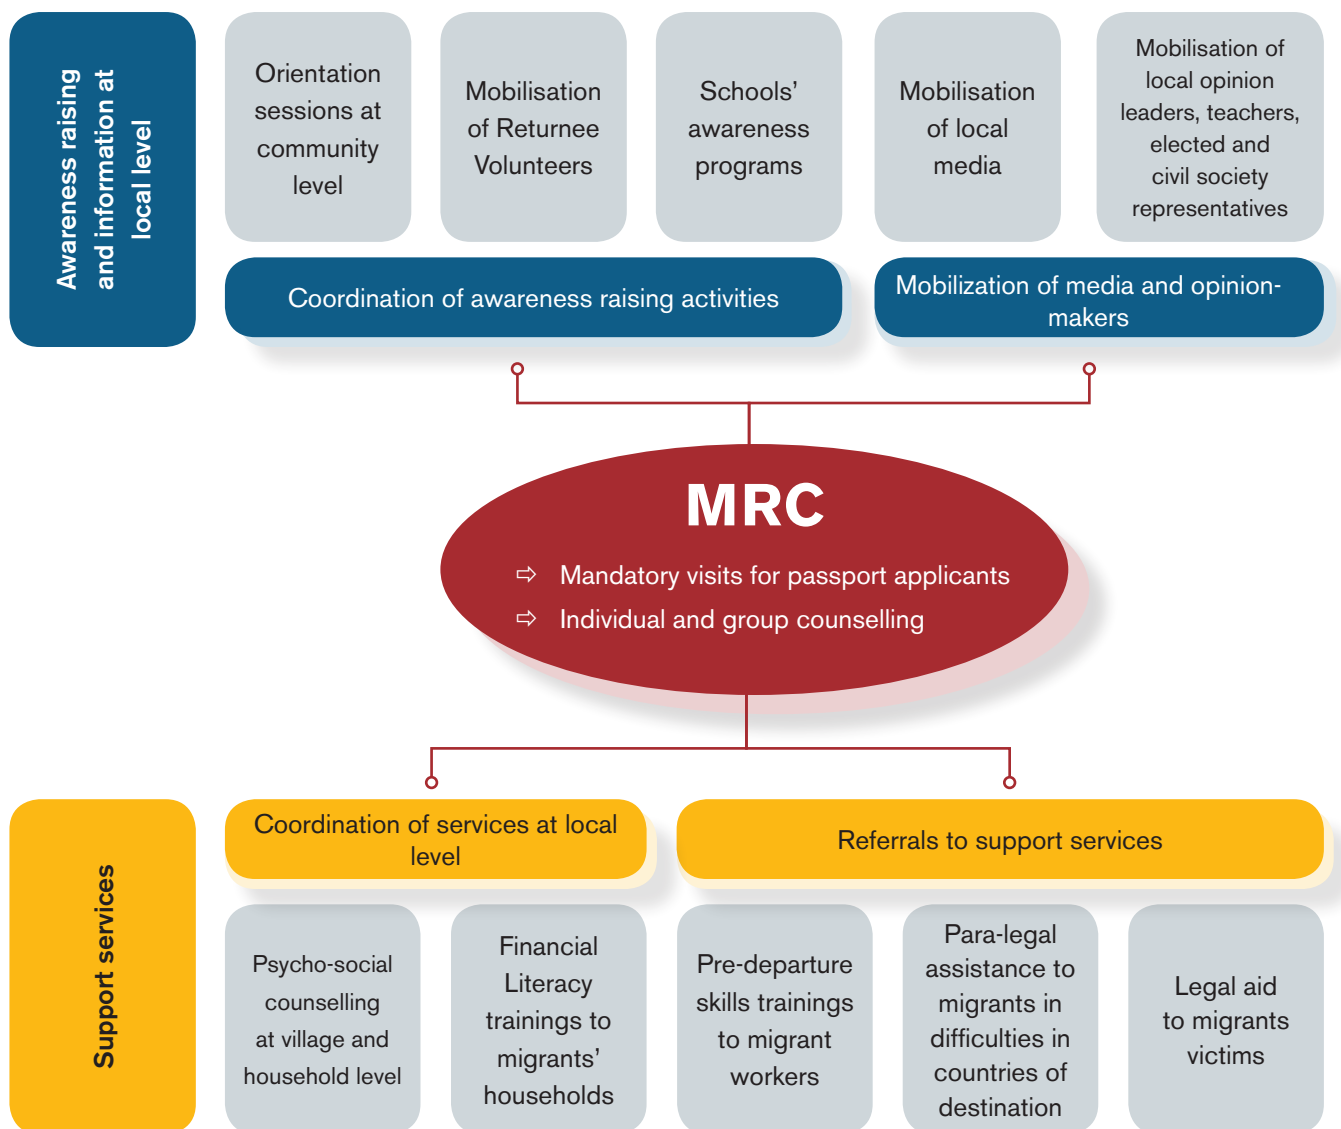 Awareness raising
and information at
local level
Orientation
sessions at
community
level
Mobilisation
of Returnee
Volunteers
Schools’
awareness
programs
Mobilisation
of local
media
Mobilisation of
local opinion
leaders, teachers,
elected and
civil society
representatives
Coordination of awareness raising activities
Mobilization of media and opinion-
makers
MRC
⇨ Mandatory visits for passport applicants
⇨ Individual and group counselling
Support services
Coordination of services at local
level
Referrals to support services
Psycho-social
counselling
at village and
household level
Financial
Literacy
trainings to
migrants’
households
Pre-departure
skills trainings
to migrant
workers
Para-legal
assistance to
migrants in
difficulties in
countries of
destination
Legal aid
to migrants
victims